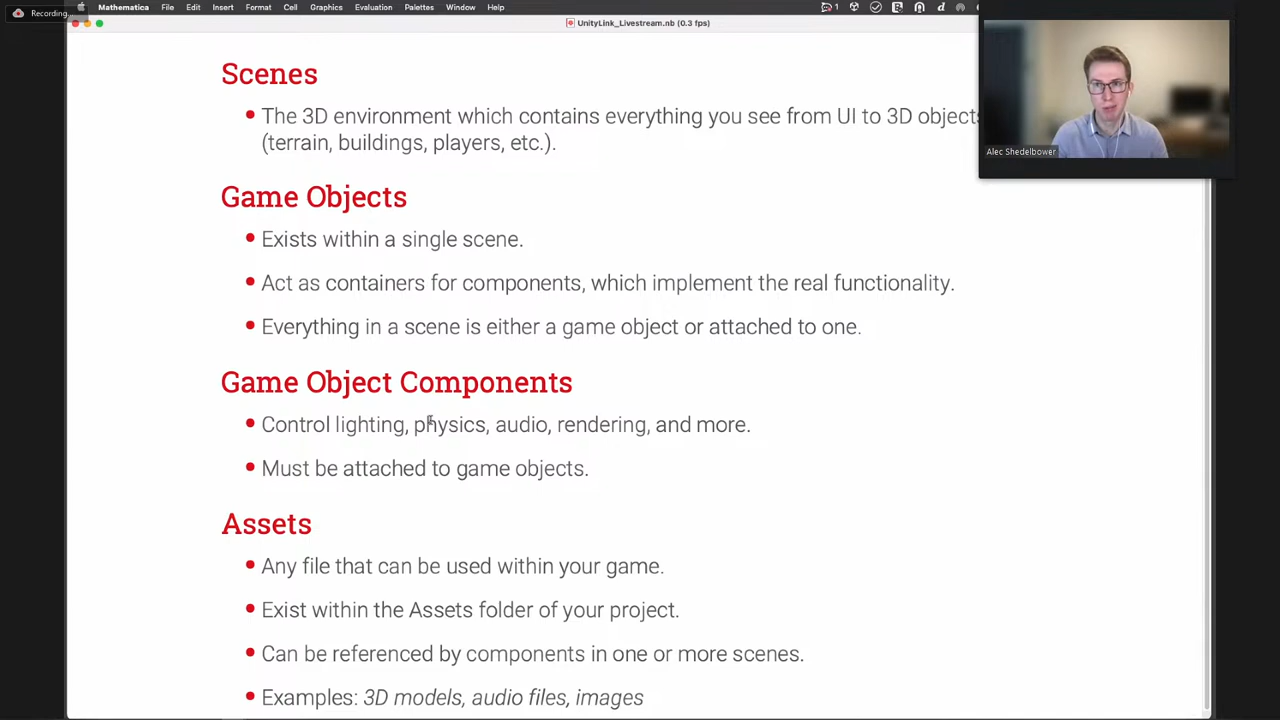 Recording...
Mathematica File Edit Insert Format Cell Graphics Evaluation Palettes Window Help
1
UnityLink_Livestream.nb (0.3 fps)
Scenes
• The 3D environment which contains everything you see from UI to 3D objects
(terrain, buildings, players, etc.).
Alec Shedelbower
Game Objects
• Exists within a single scene.
• Act as containers for components, which implement the real functionality.
• Everything in a scene is either a game object or attached to one.
Game Object Components
• Control lighting, physics, audio, rendering, and more.
• Must be attached to game objects.
Assets
• Any file that can be used within your game.
• Exist within the Assets folder of your project.
• Can be referenced by components in one or more scenes.
• Examples: 3D models, audio files, images